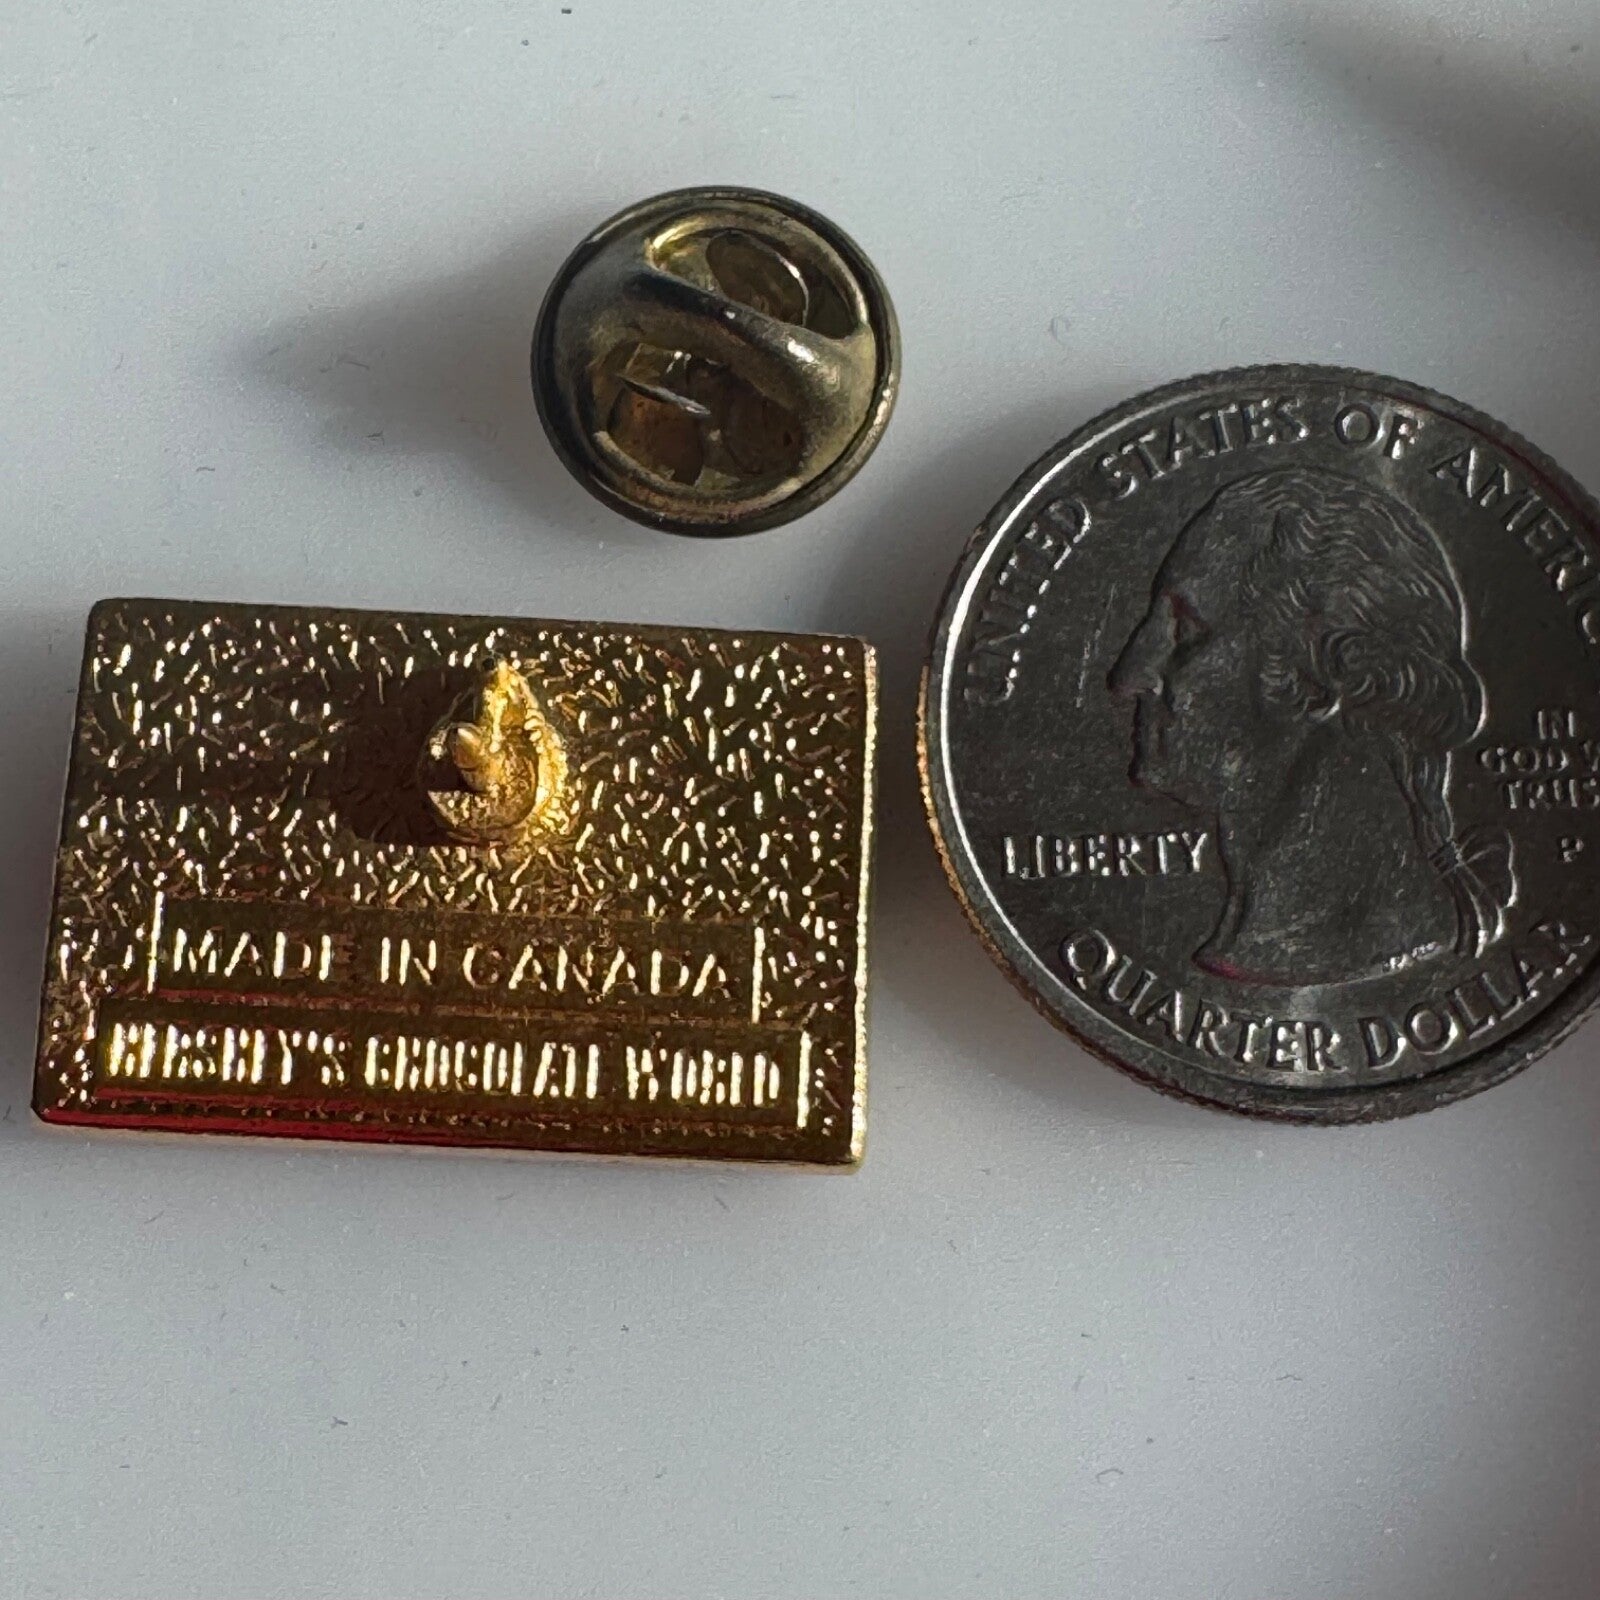 UNITED STATES OF AMERIC
IN
GOD W
TRUS
LIBERTY
P
QUARTER DOLLAR
MADE IN CANADA
HERSHEY'S CHOCOLATE WORLD